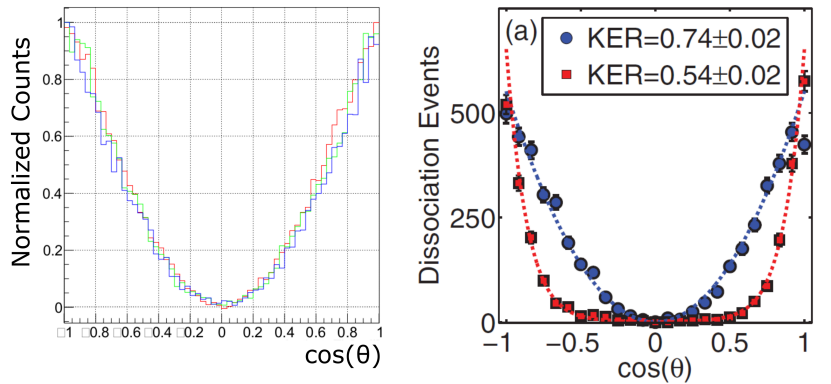 Normalized Counts
1
0.8
0.6
0.4
0.2
0
□1 □0.8 □0.6 □0.4 □0.2 0 0.2 0.4 0.6 0.8 1
cos(θ)
(a)
KER=0.74±0.02
KER=0.54±0.02
Dissociation Events
500
250
0
−1 −0.5 0 0.5 1
cos(θ)